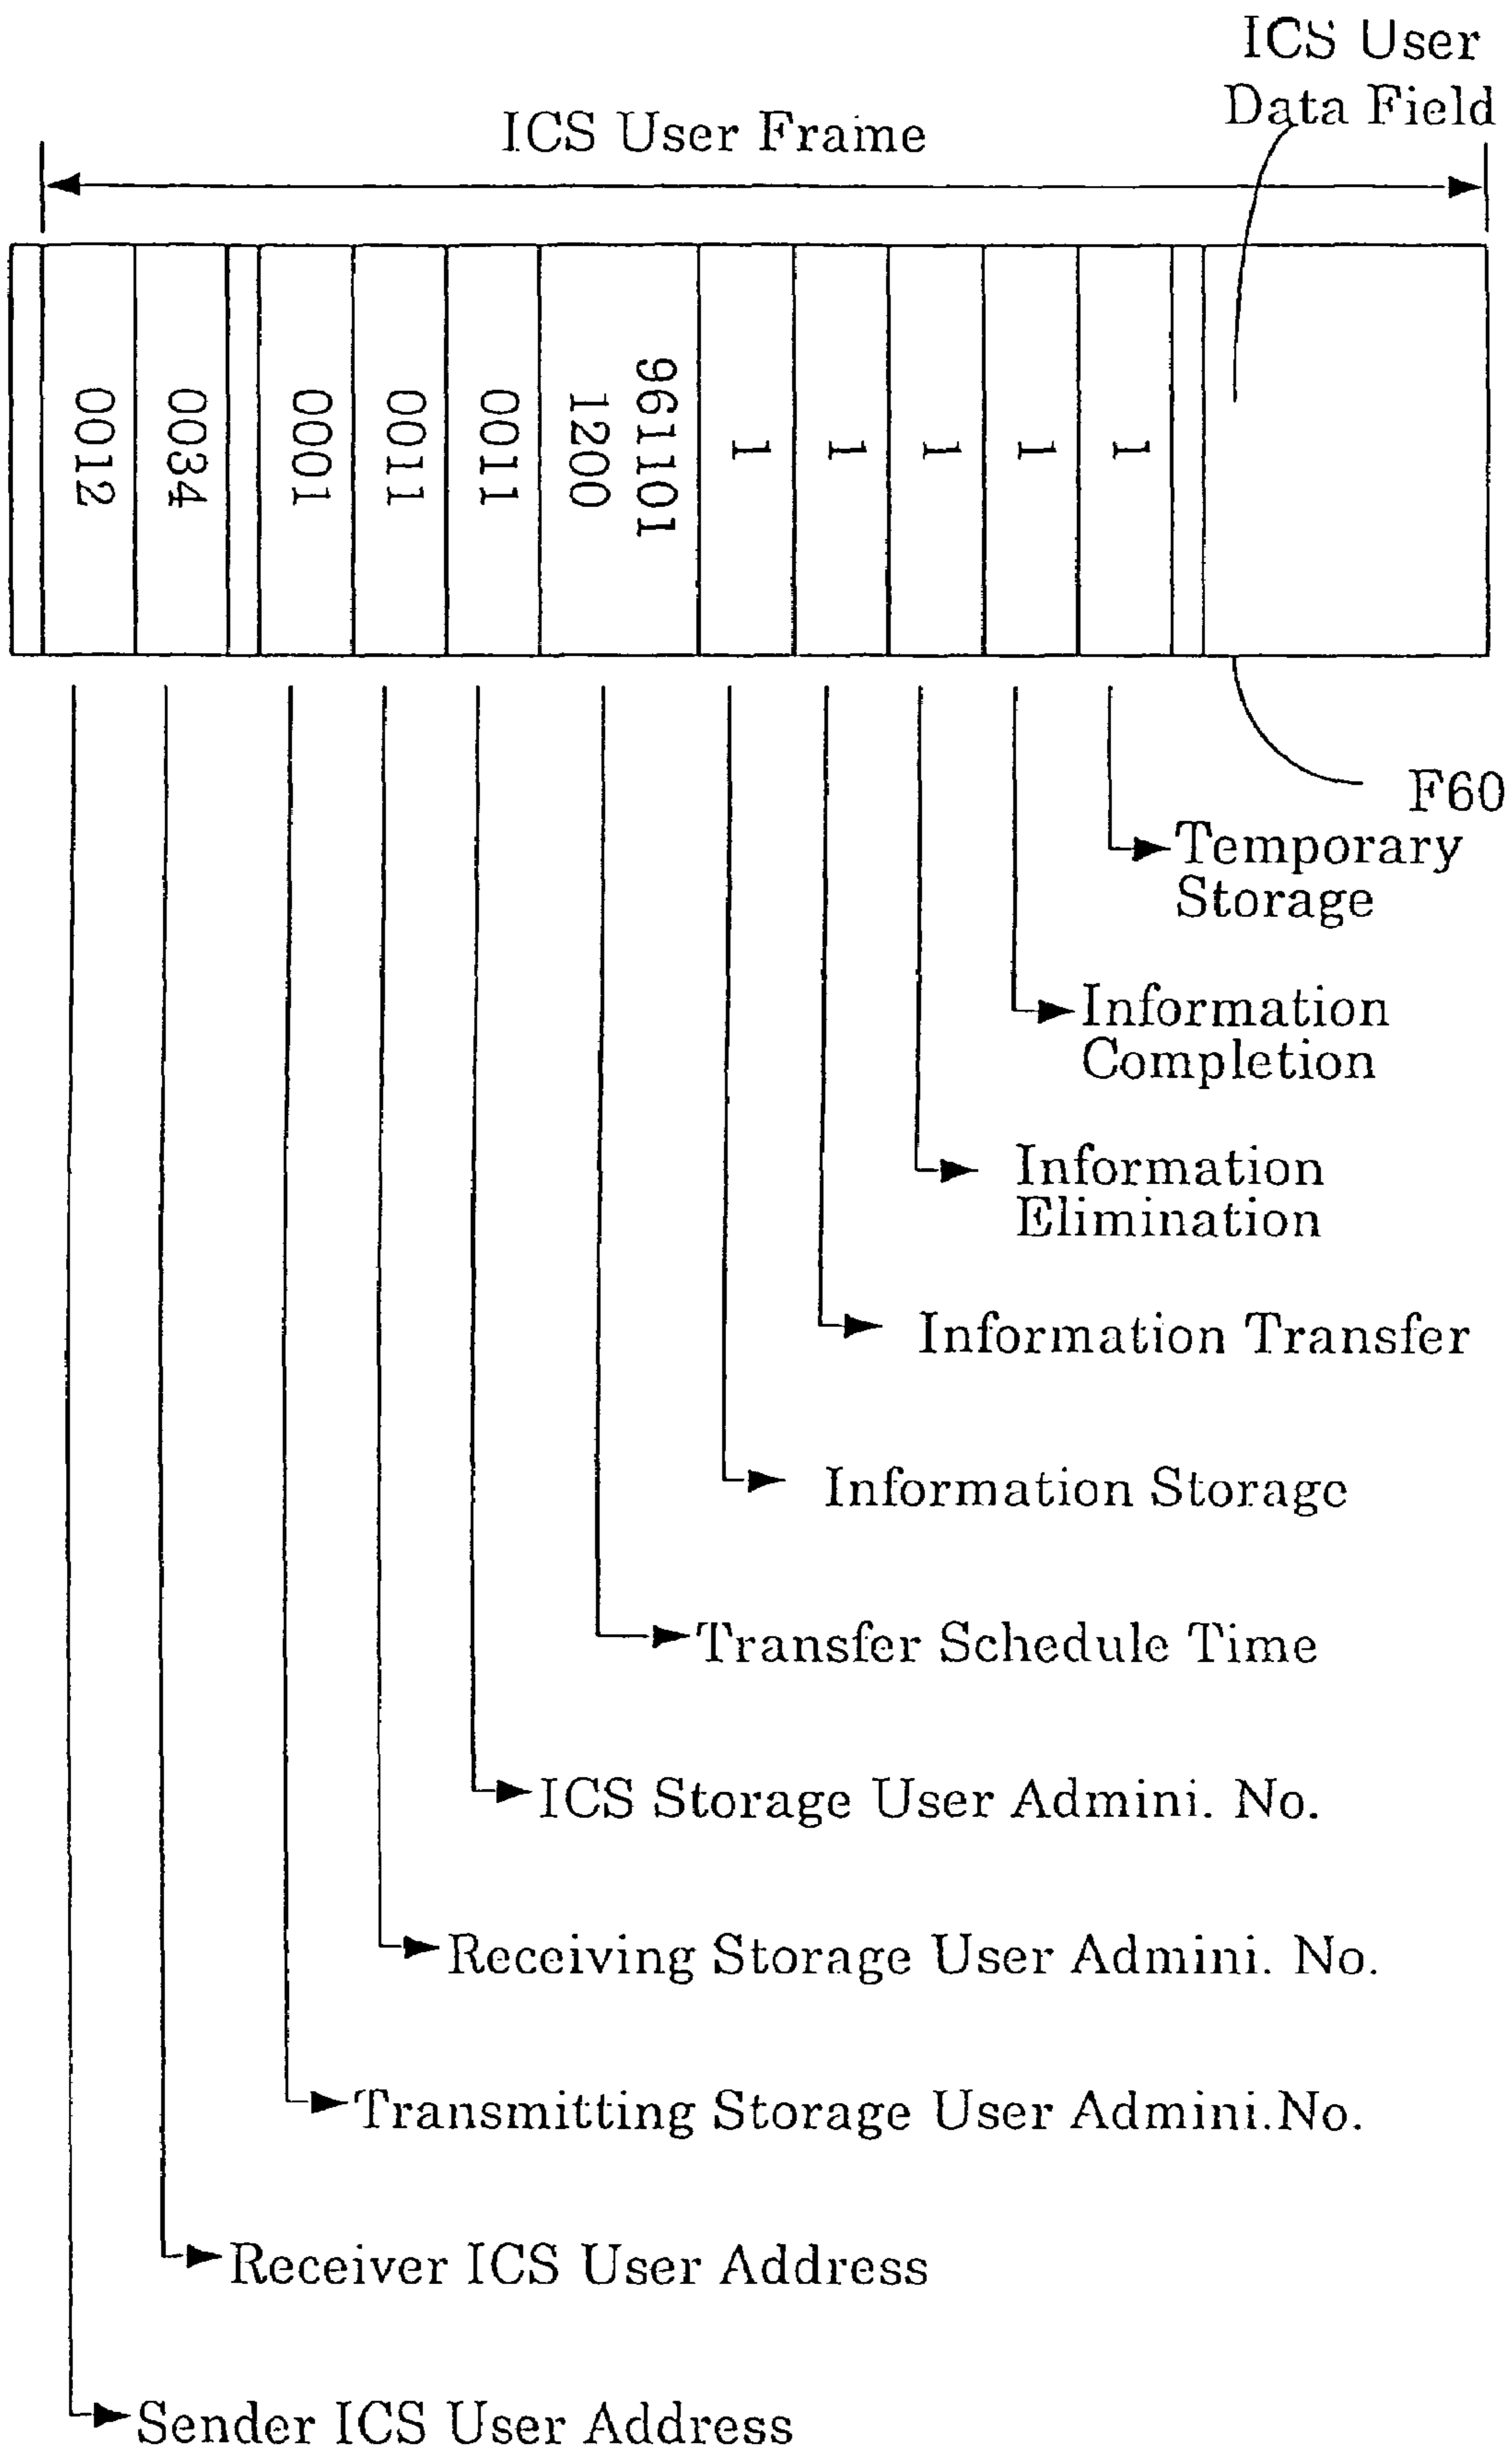 ICS User
Data Field
ICS User Frame
0012
0034
0001
0011
0011
961101
1200
1
1
1
1
1
F60
Temporary
Storage
Information
Completion
Information
Elimination
Information Transfer
Information Storage
Transfer Schedule Time
ICS Storage User Admini. No.
Receiving Storage User Admini. No.
Transmitting Storage User Admini.No.
Receiver ICS User Address
Sender ICS User Address